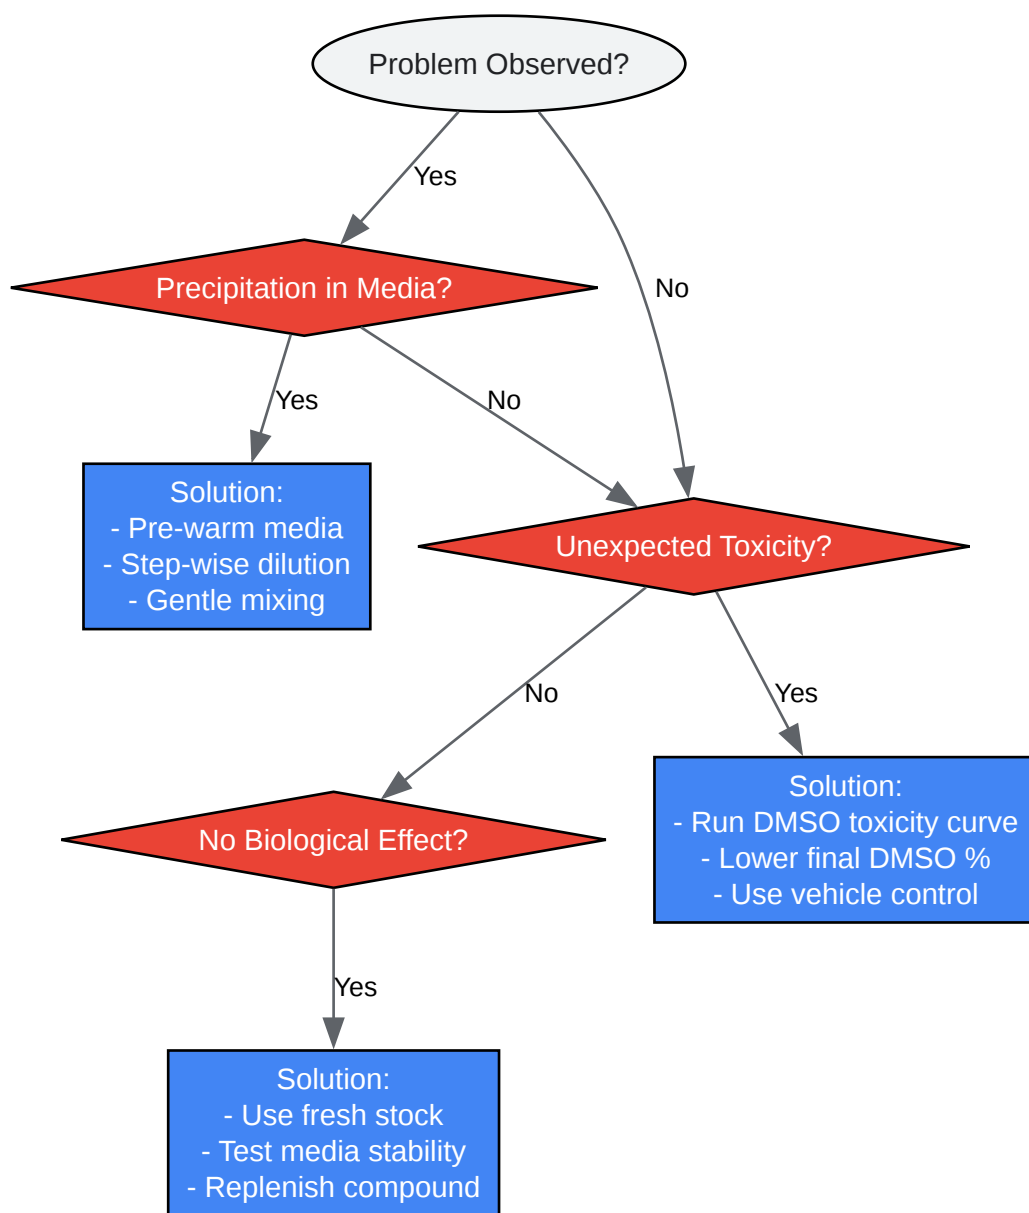 Problem Observed?
Yes
Precipitation in Media?
No
Yes
No
Solution:
- Pre-warm media
- Step-wise dilution
- Gentle mixing
Unexpected Toxicity?
No
Yes
Solution:
- Run DMSO toxicity curve
- Lower final DMSO %
- Use vehicle control
No Biological Effect?
Yes
Solution:
- Use fresh stock
- Test media stability
- Replenish compound